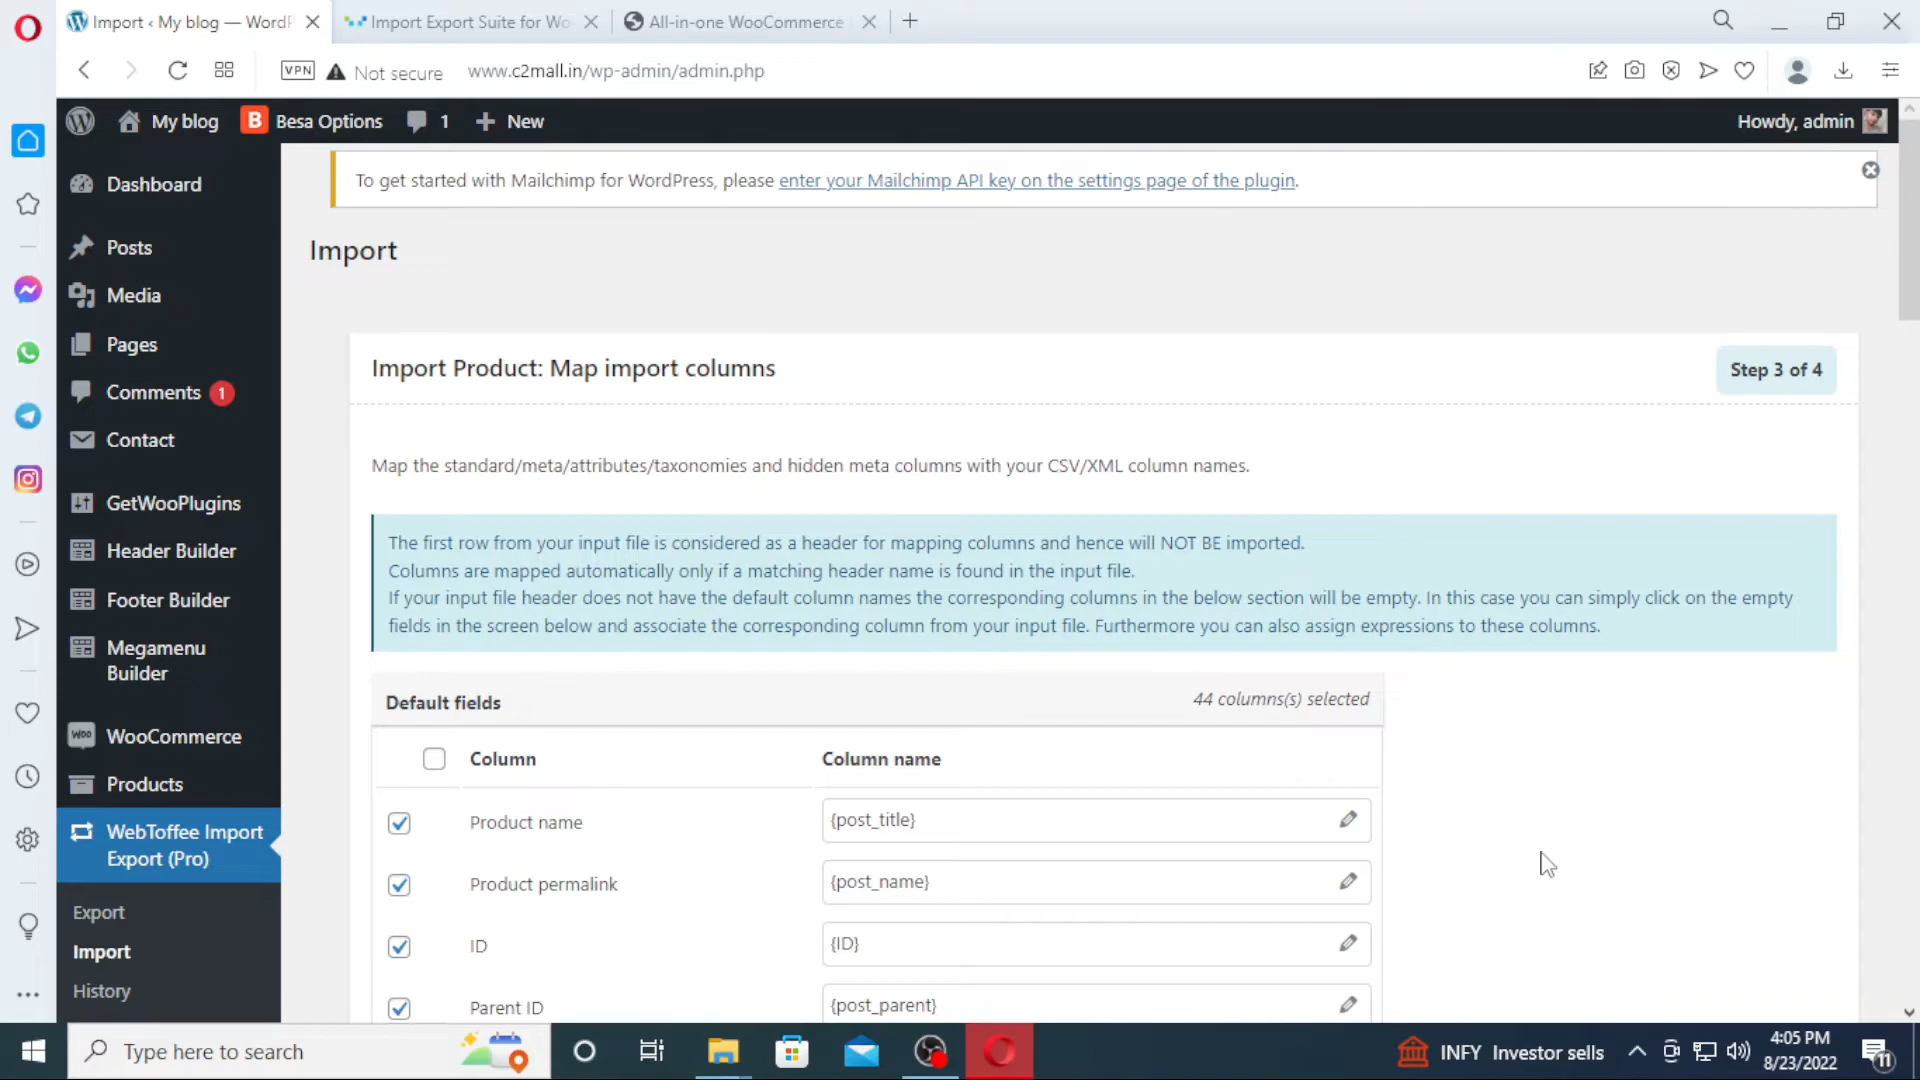 Import ‹ My blog — WordP
Import Export Suite for Wo
All-in-one WooCommerce
VPN
Not secure
www.c2mall.in/wp-admin/admin.php
My blog
B
Besa Options
1
New
Howdy, admin
Dashboard
Posts
Media
Pages
Comments 1
Contact
GetWooPlugins
Header Builder
Footer Builder
Megamenu
Builder
Woo
WooCommerce
Products
WebToffee Import
Export (Pro)
Export
Import
History
To get started with Mailchimp for WordPress, please enter your Mailchimp API key on the settings page of the plugin.
Import
Import Product: Map import columns
Step 3 of 4
Map the standard/meta/attributes/taxonomies and hidden meta columns with your CSV/XML column names.
The first row from your input file is considered as a header for mapping columns and hence will NOT BE imported.
Columns are mapped automatically only if a matching header name is found in the input file.
If your input file header does not have the default column names the corresponding columns in the below section will be empty. In this case you can simply click on the empty
fields in the screen below and associate the corresponding column from your input file. Furthermore you can also assign expressions to these columns.
Default fields
44 columns(s) selected
Column
Column name
Product name
{post_title}
Product permalink
{post_name}
ID
{ID}
Parent ID
{post_parent}
Type here to search
INFY Investor sells
4:05 PM
8/23/2022
11